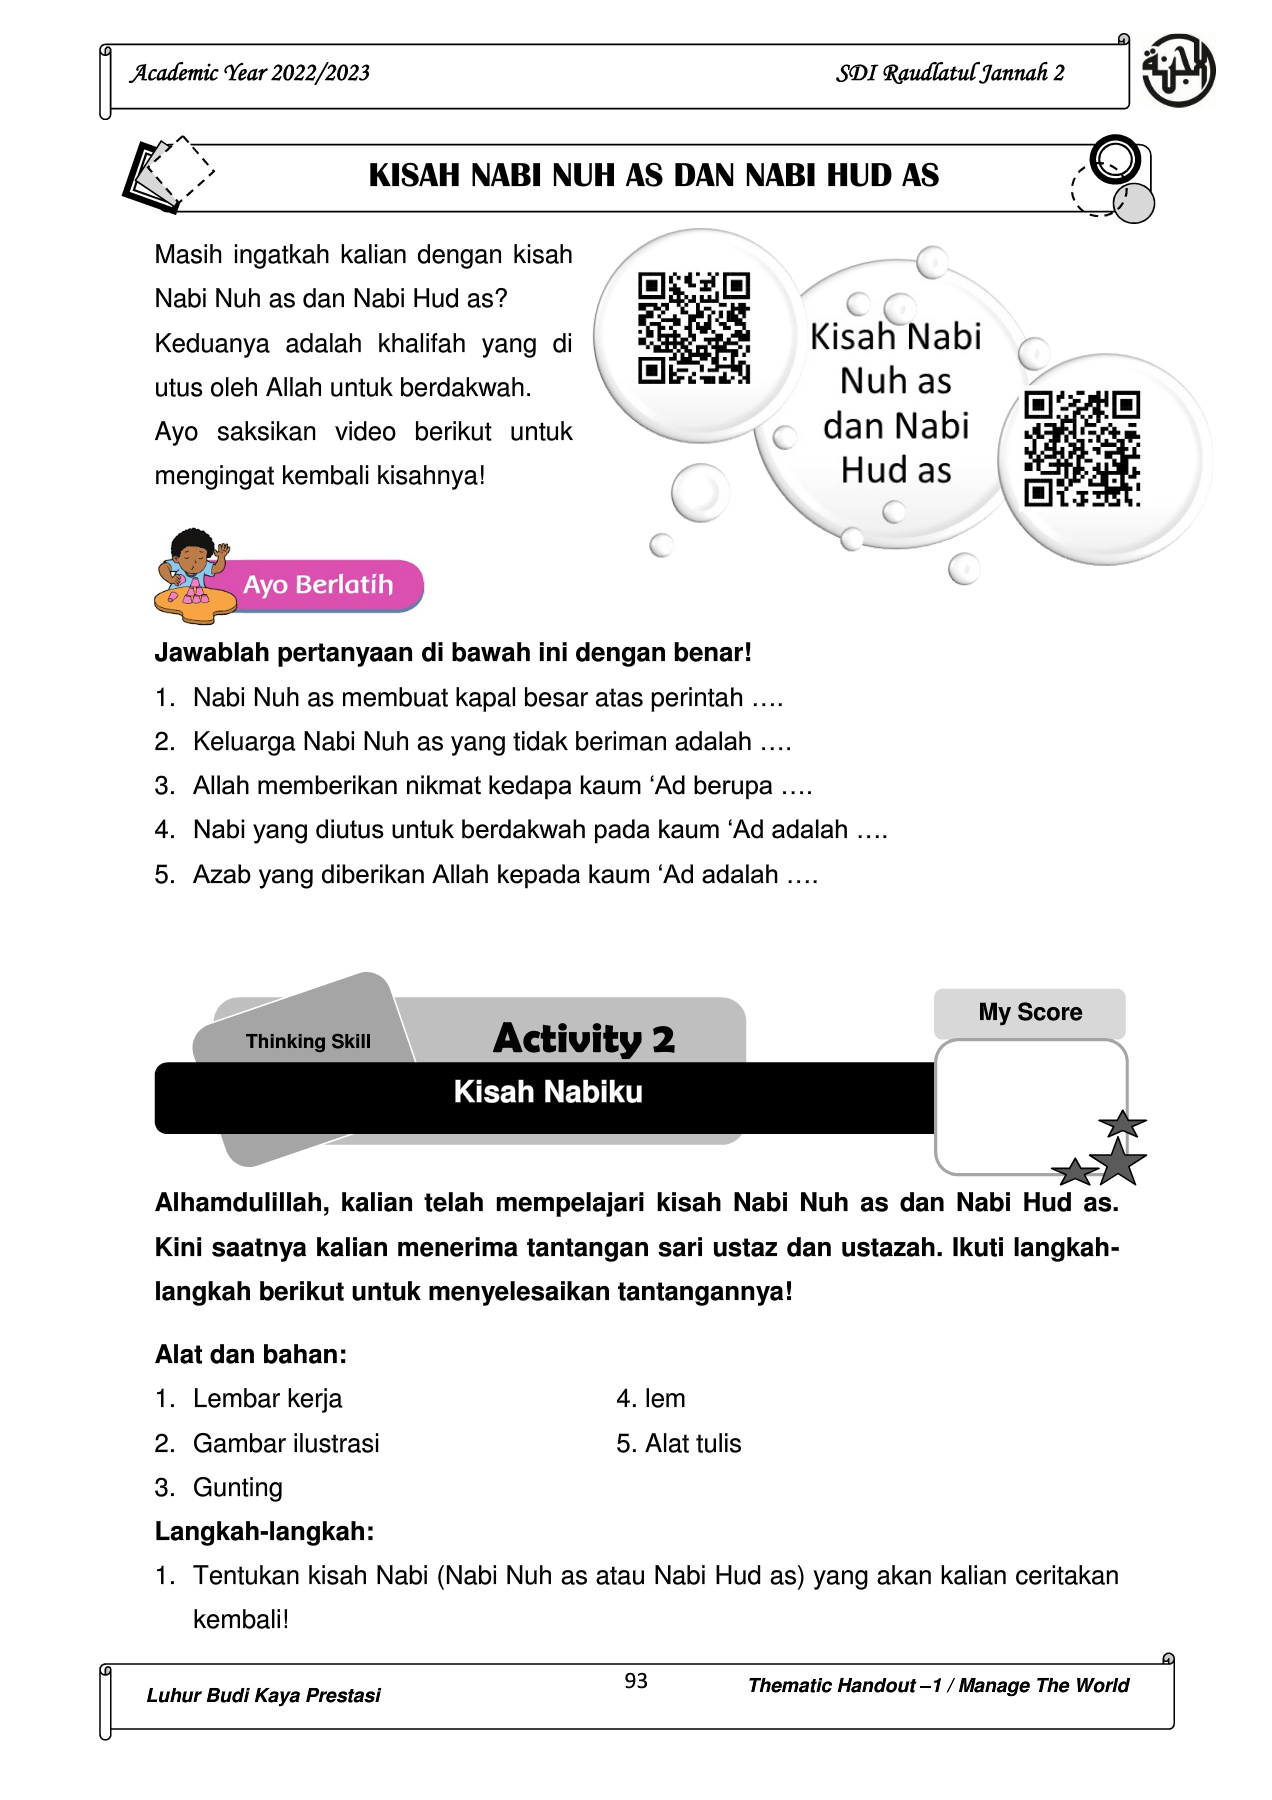 Academic Year 2022/2023
SDI Raudlatul Jannah 2
KISAH NABI NUH AS DAN NABI HUD AS
Masih ingatkah kalian dengan kisah
Nabi Nuh as dan Nabi Hud as?
Keduanya adalah khalifah yang di
utus oleh Allah untuk berdakwah.
Ayo saksikan video berikut untuk
mengingat kembali kisahnya!
Kisah Nabi
Nuh as
dan Nabi
Hud as
Ayo Berlatih
Jawablah pertanyaan di bawah ini dengan benar!
1. Nabi Nuh as membuat kapal besar atas perintah ….
2. Keluarga Nabi Nuh as yang tidak beriman adalah ….
3. Allah memberikan nikmat kedapa kaum ‘Ad berupa ….
4. Nabi yang diutus untuk berdakwah pada kaum ‘Ad adalah ….
5. Azab yang diberikan Allah kepada kaum ‘Ad adalah ….
Thinking Skill
Activity 2
My Score
Kisah Nabiku
Alhamdulillah, kalian telah mempelajari kisah Nabi Nuh as dan Nabi Hud as.
Kini saatnya kalian menerima tantangan sari ustaz dan ustazah. Ikuti langkah-
langkah berikut untuk menyelesaikan tantangannya!
Alat dan bahan:
1. Lembar kerja
2. Gambar ilustrasi
3. Gunting
4. lem
5. Alat tulis
Langkah-langkah:
1. Tentukan kisah Nabi (Nabi Nuh as atau Nabi Hud as) yang akan kalian ceritakan
kembali!
Luhur Budi Kaya Prestasi
93
Thematic Handout –1 / Manage The World